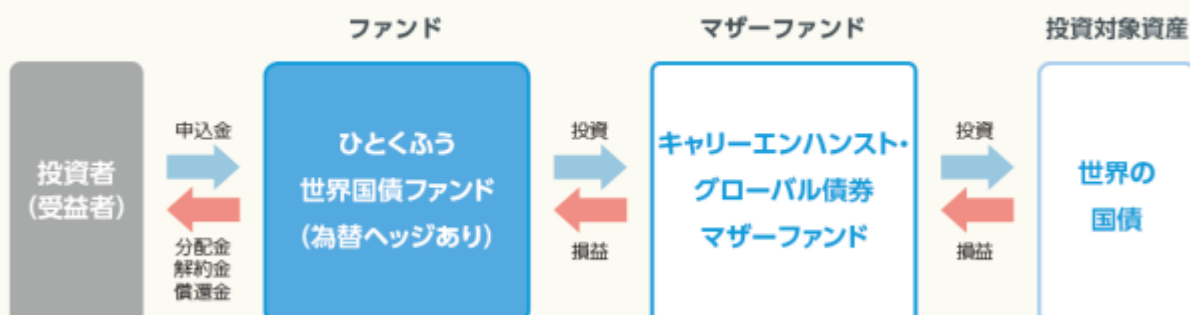 ファンド
マザーファンド
投資対象資産
投資者
(受益者)
申込金
分配金
解約金
償還金
ひとくふう
世界国債ファンド
(為替ヘッジあり)
投資
損益
キャリーエンハンスト・
グローバル債券
マザーファンド
投資
損益
世界の
国債